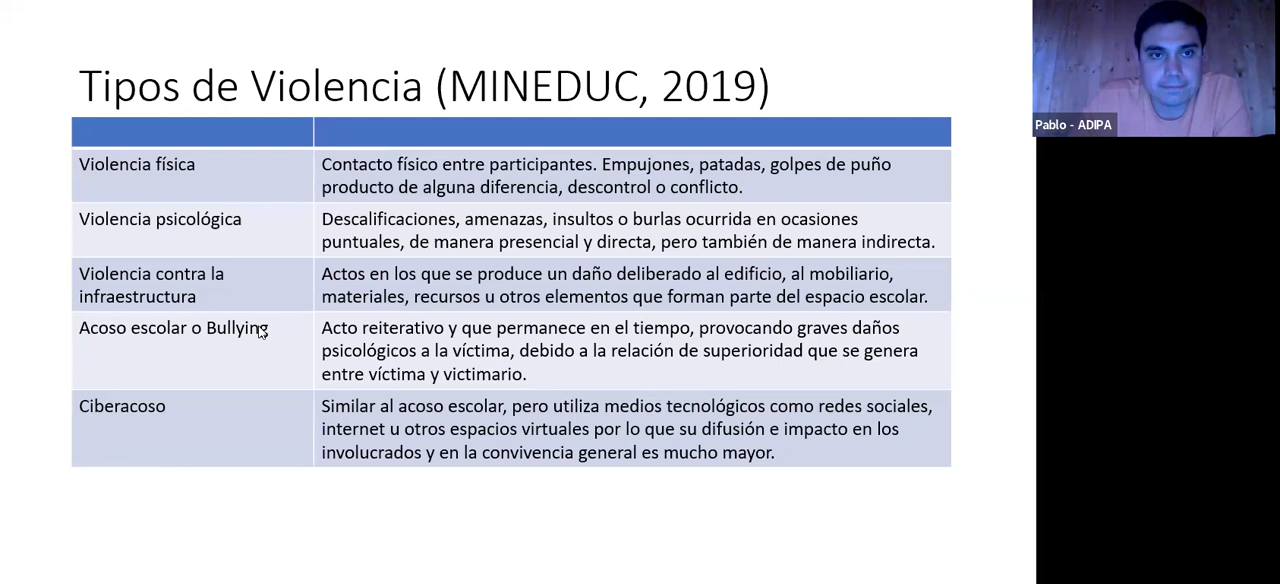 Tipos de Violencia (MINEDUC, 2019)
Violencia física
Contacto físico entre participantes. Empujones, patadas, golpes de puño
producto de alguna diferencia, descontrol o conflicto.
Violencia psicológica
Descalificaciones, amenazas, insultos o burlas ocurrida en ocasiones
puntuales, de manera presencial y directa, pero también de manera indirecta.
Violencia contra la
infraestructura
Actos en los que se produce un daño deliberado al edificio, al mobiliario,
materiales, recursos u otros elementos que forman parte del espacio escolar.
Acoso escolar o Bullying
Acto reiterativo y que permanece en el tiempo, provocando graves daños
psicológicos a la víctima, debido a la relación de superioridad que se genera
entre víctima y victimario.
Ciberacoso
Similar al acoso escolar, pero utiliza medios tecnológicos como redes sociales,
internet u otros espacios virtuales por lo que su difusión e impacto en los
involucrados y en la convivencia general es mucho mayor.
Pablo - ADIPA